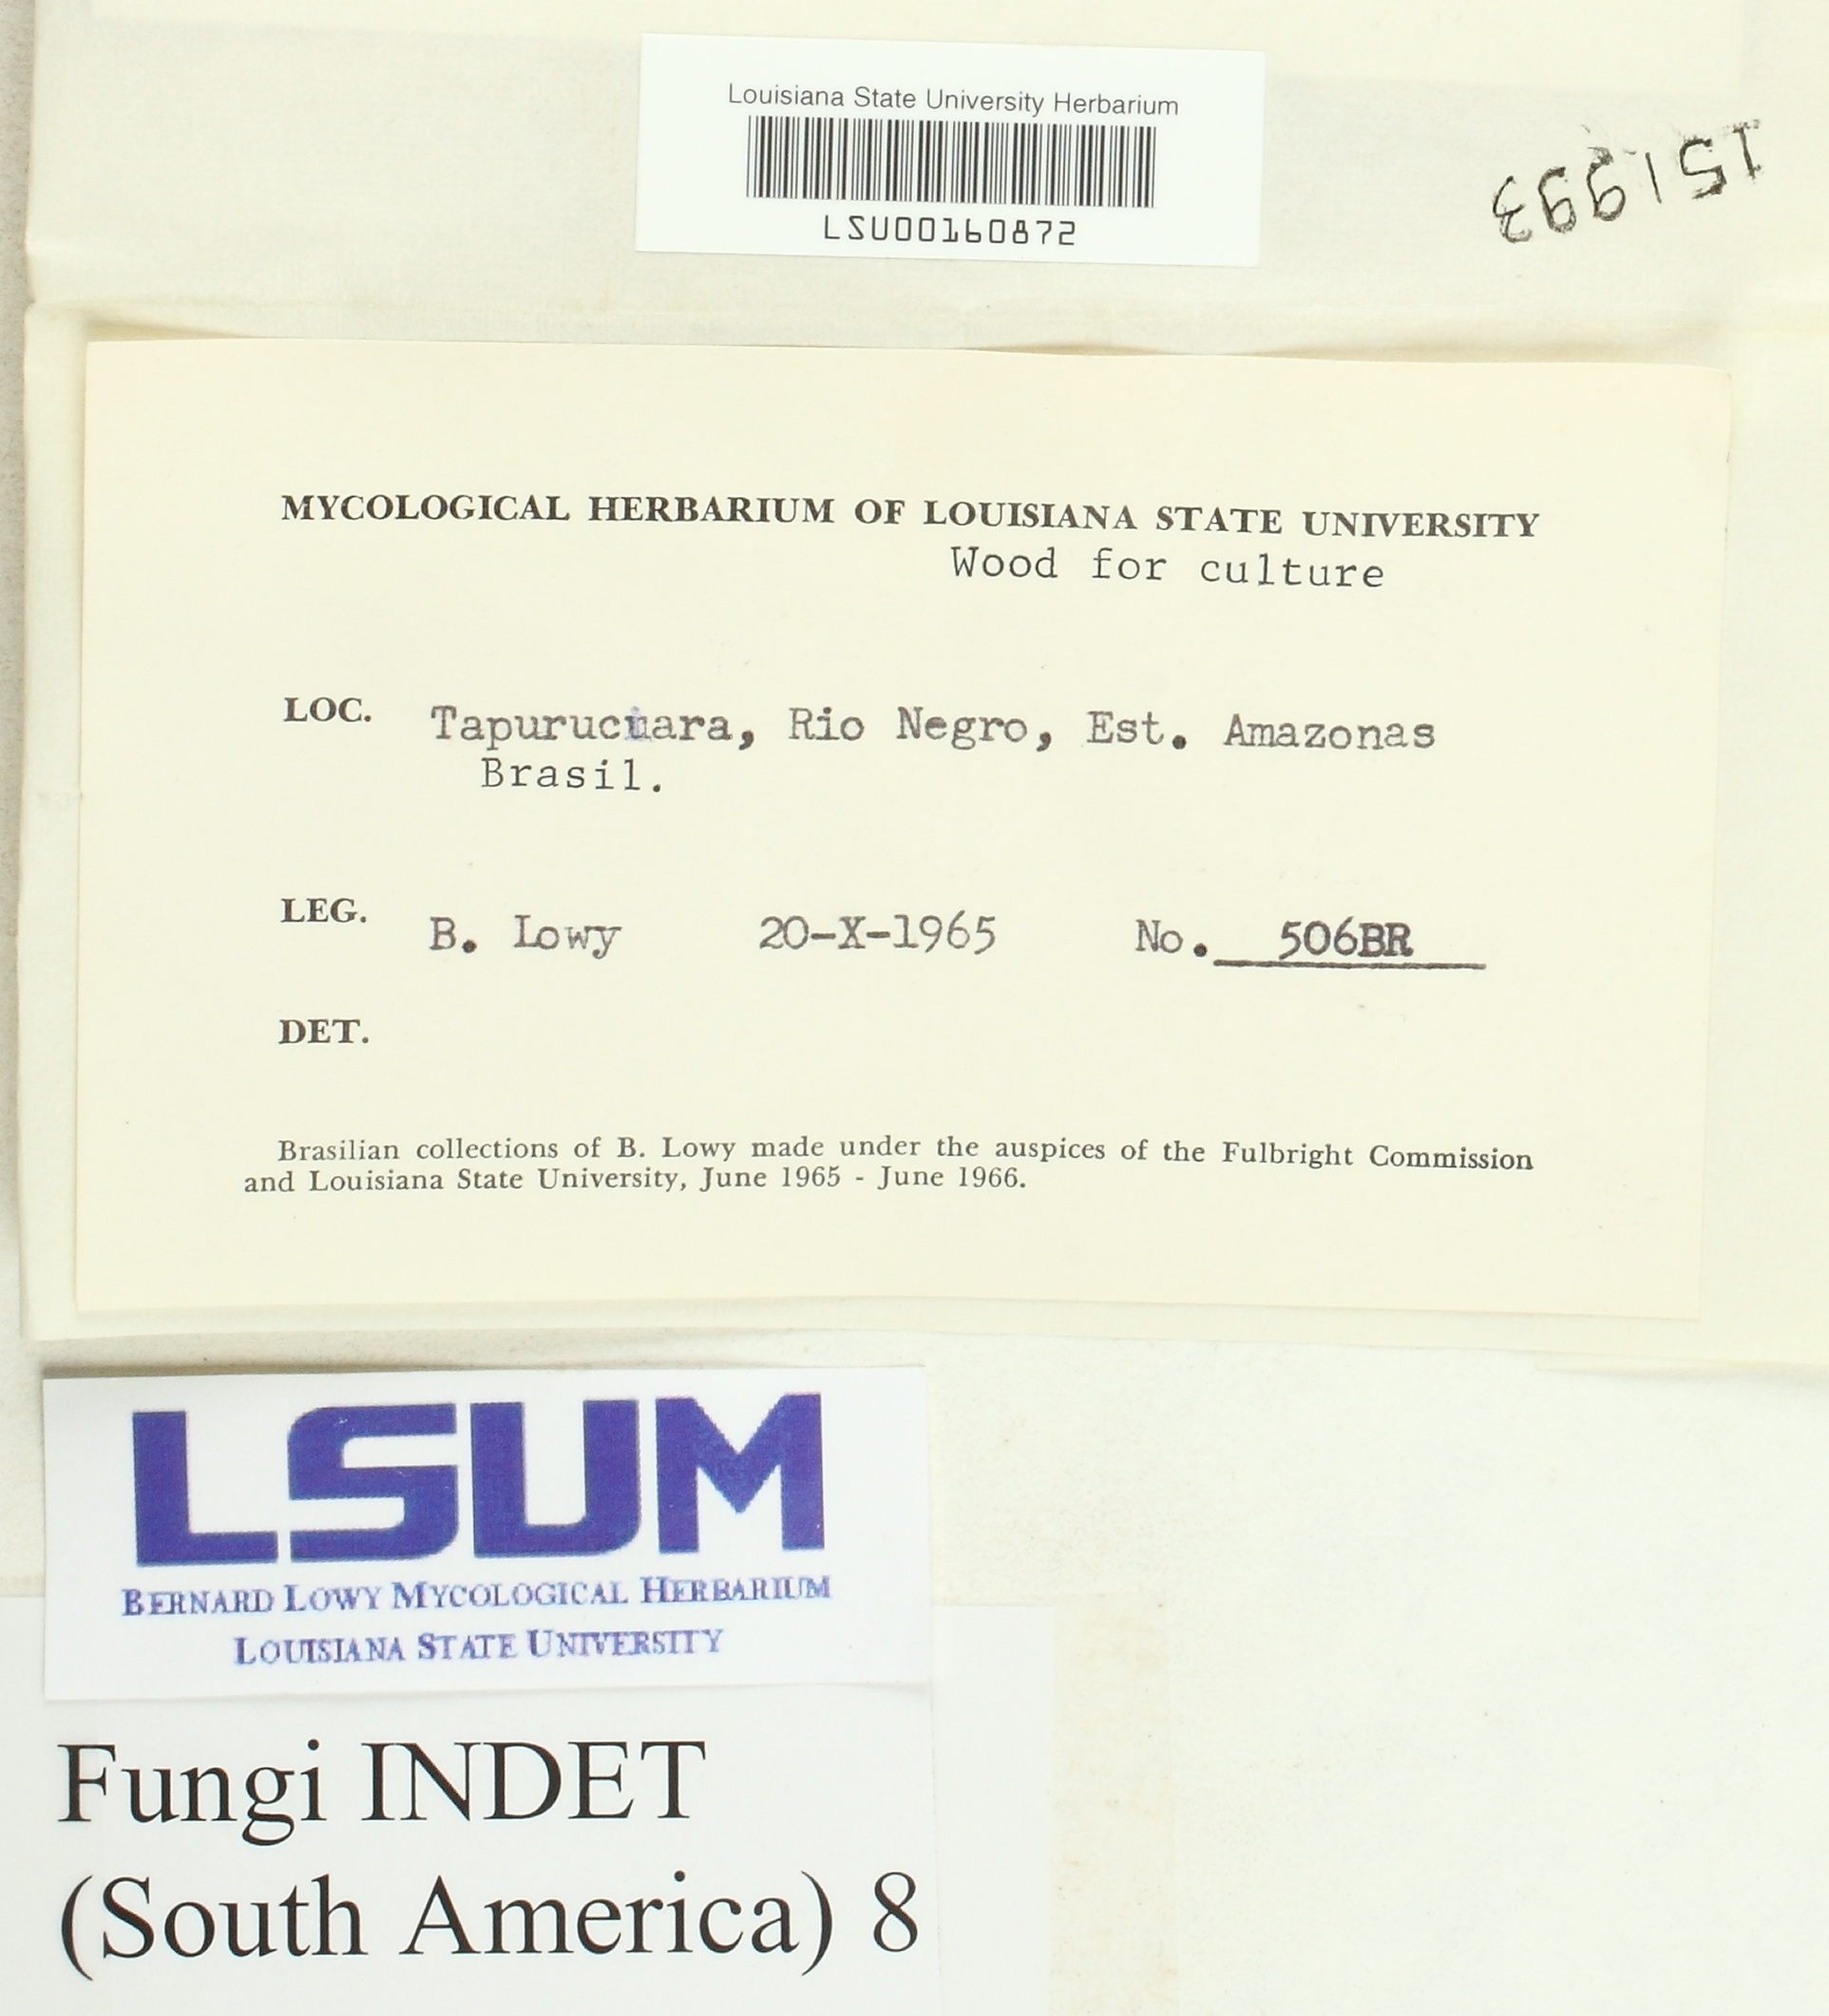 Louisiana State University Herbarium
LSU00160872
151993
MYCOLOGICAL HERBARIUM OF LOUISIANA STATE UNIVERSITY
Wood for culture
LOC. Tapurucuara, Rio Negro, Est. Amazonas
Brasil.
LEG. B. Lowy 20-X-1965 No. 506BR
DET.
Brasilian collections of B. Lowy made under the auspices of the Fulbright Commission
and Louisiana State University, June 1965 - June 1966.
LSUM
BERNARD LOWY MYCOLOGICAL HERBARIUM
LOUISIANA STATE UNIVERSITY
Fungi INDET
(South America) 8